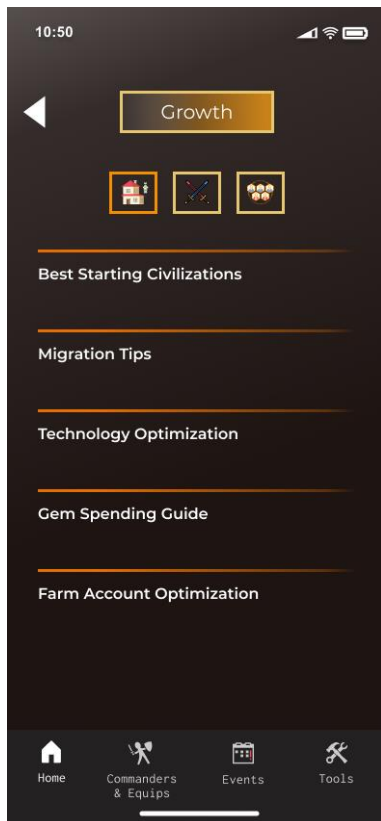 10:50
Growth
Best Starting Civilizations
Migration Tips
Technology Optimization
Gem Spending Guide
Farm Account Optimization
Home
Commanders
& Equips
Events
Tools